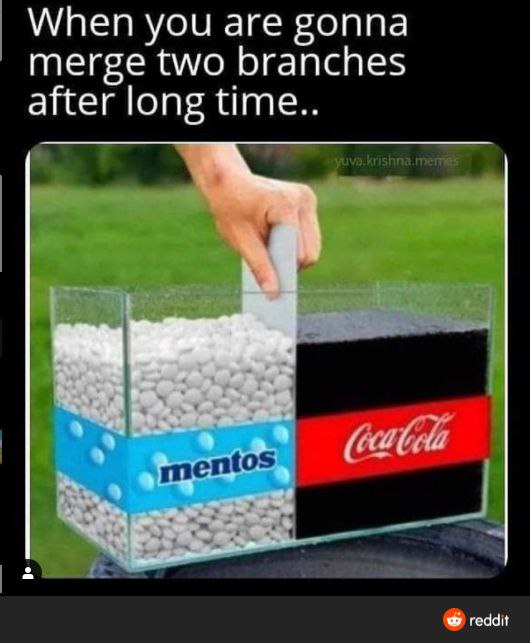 When you are gonna
merge two branches
after long time..
yuva.krishna.memes
mentos
Coca-Cola
reddit